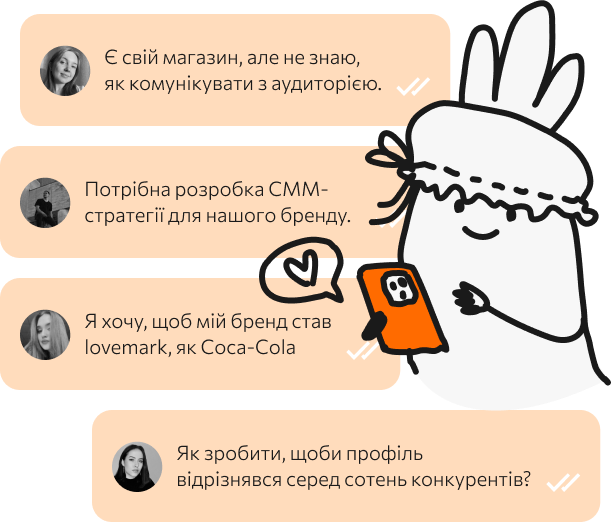 Є свій магазин, але не знаю,
як комунікувати з аудиторією.
Потрібна розробка СММ-
стратегії для нашого бренду.
Я хочу, щоб мій бренд став
lovemark, як Coca-Cola
Як зробити, щоби профіль
відрізнявся серед сотень конкурентів?